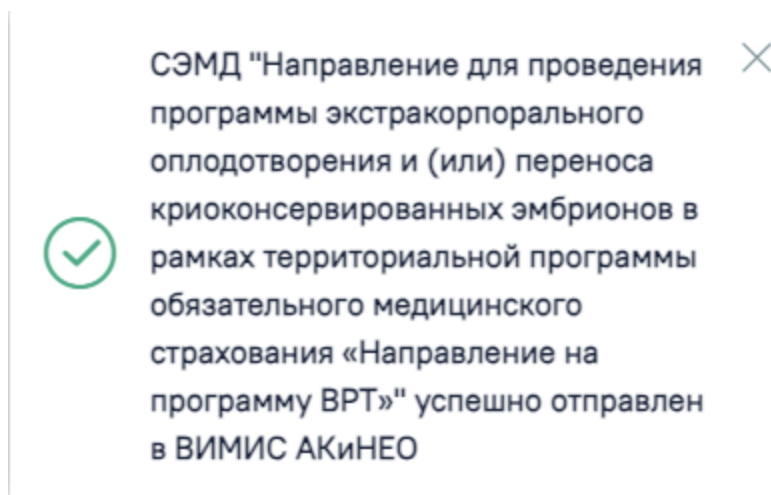 СЭМД "Направление для проведения
программы экстракорпорального
оплодотворения и (или) переноса
криоконсервированных эмбрионов в
рамках территориальной программы
обязательного медицинского
страхования «Направление на
программу ВРТ»" успешно отправлен
в ВИМИС АКиНЕО